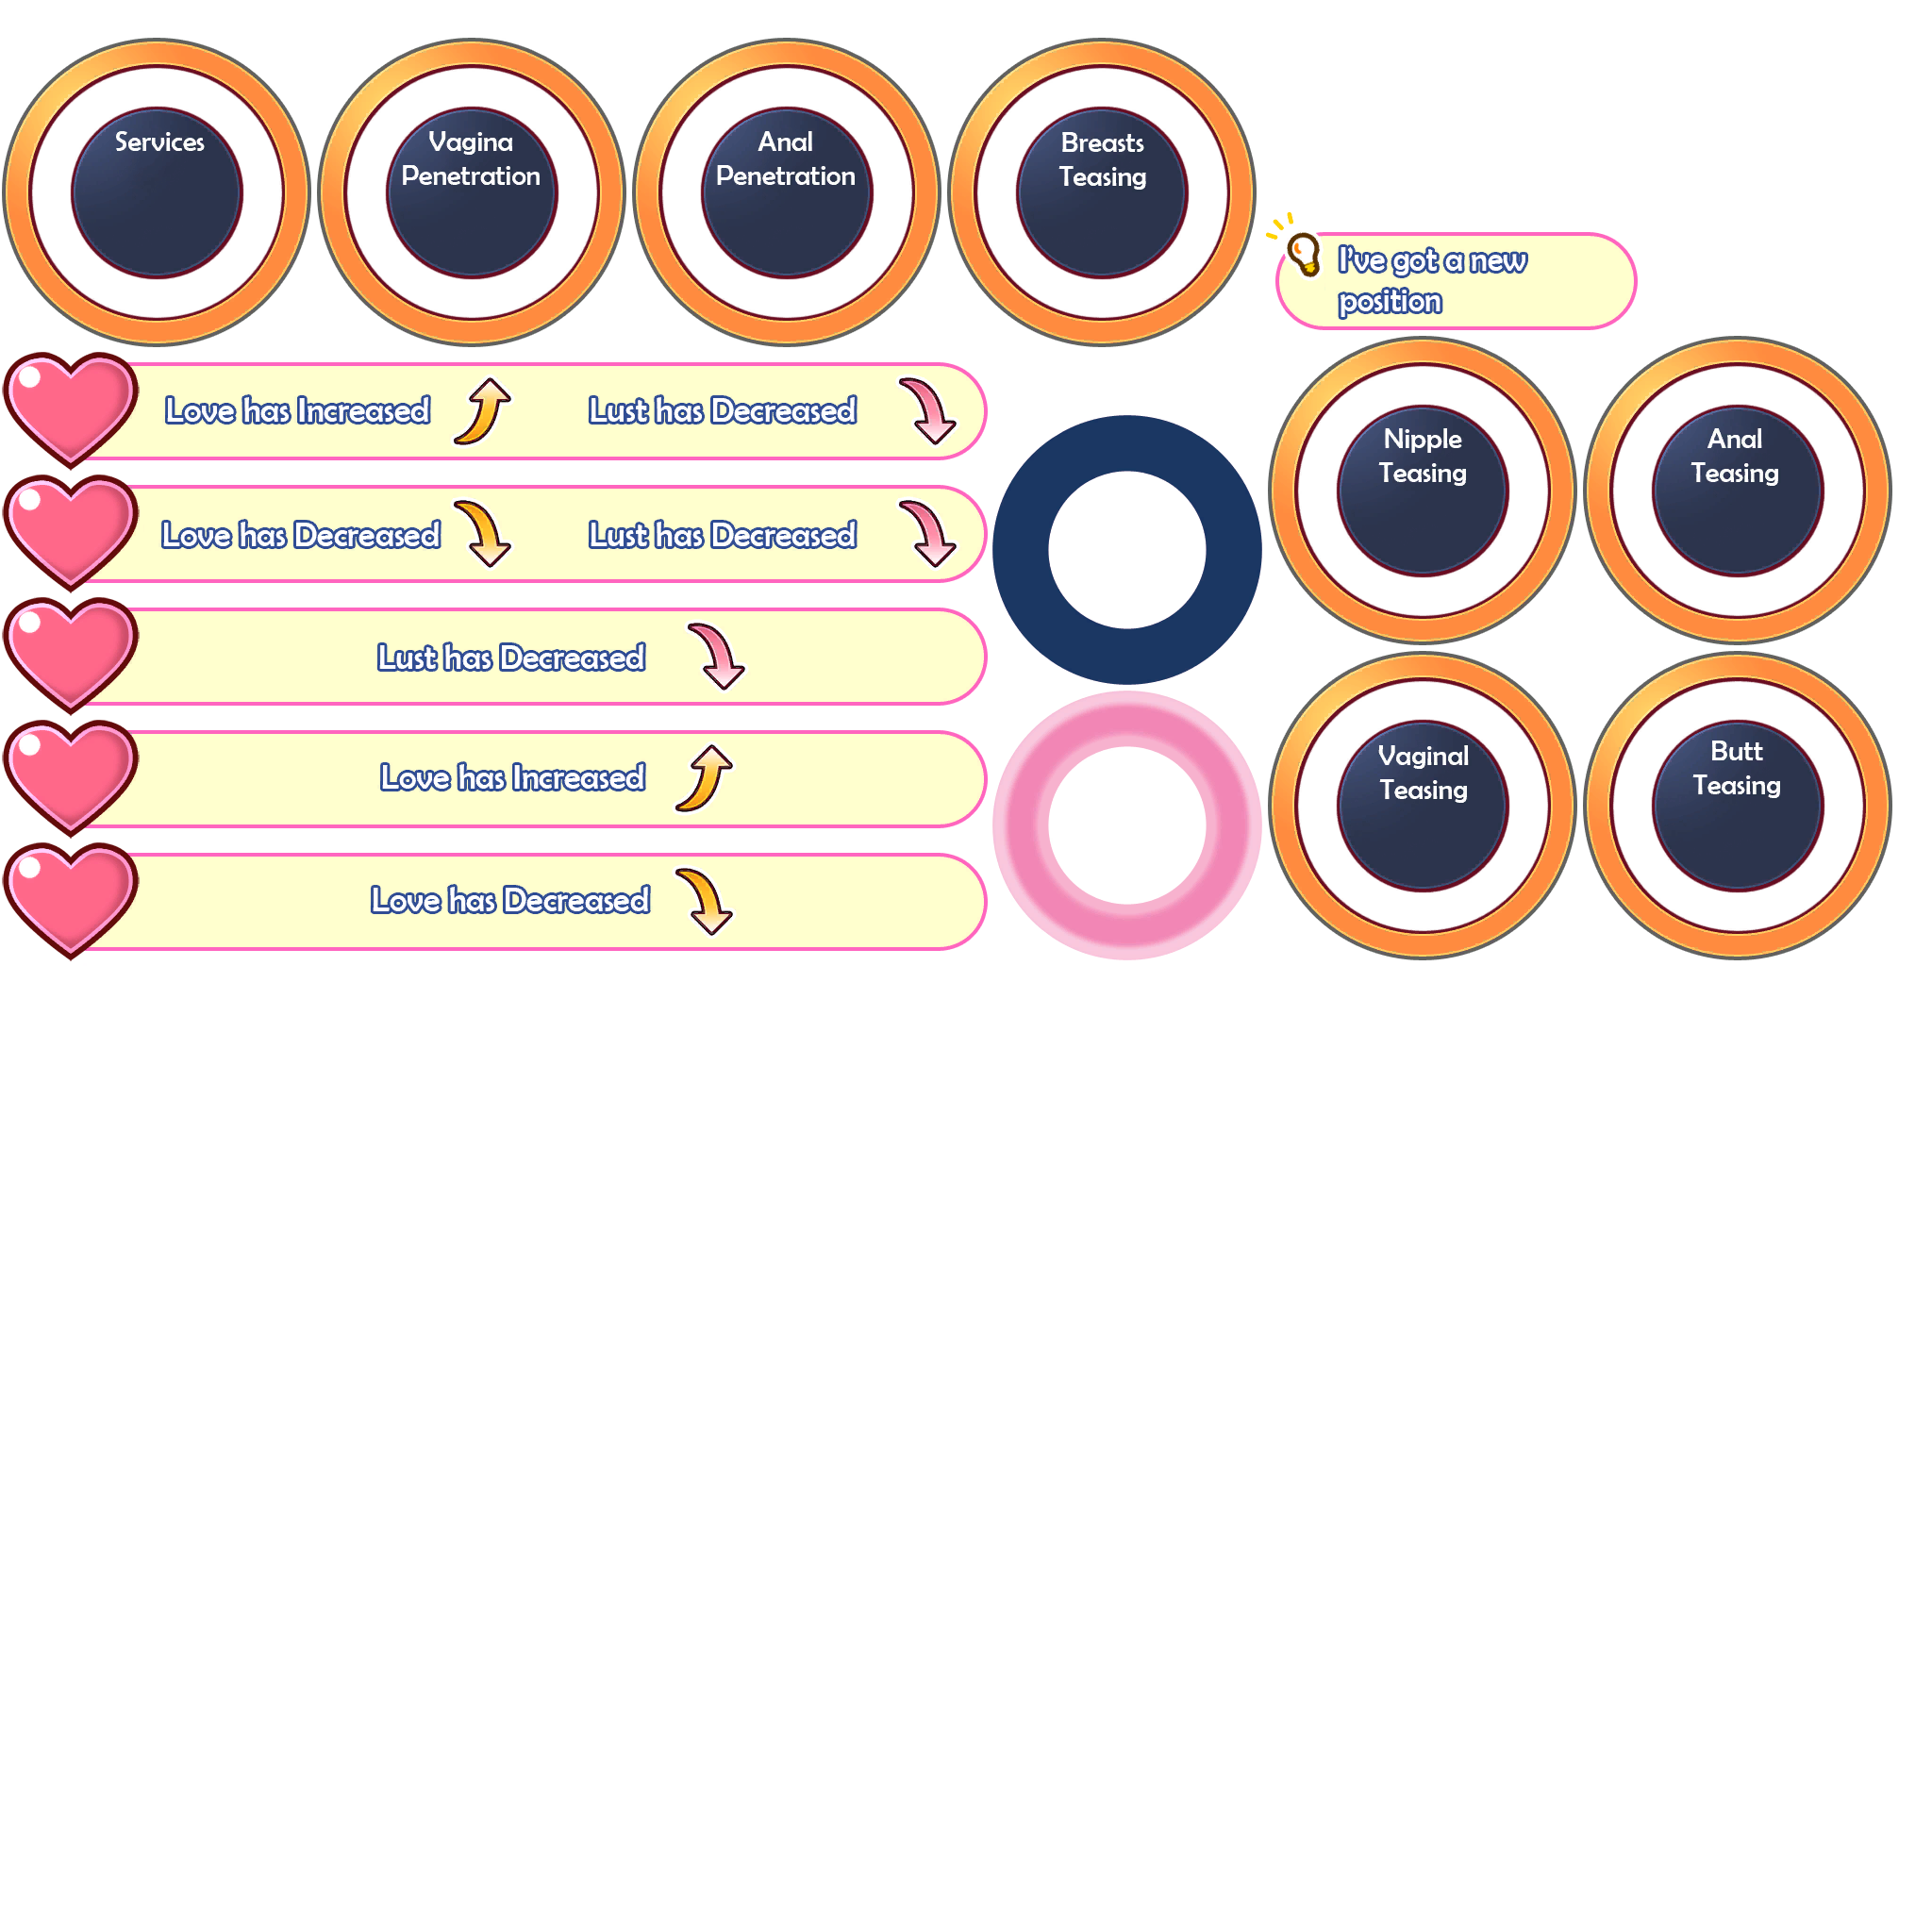 Services
Vagina
Penetration
Anal
Penetration
Breasts
Teasing
I've got a new
position
Love has Increased
Lust has Decreased
Love has Decreased
Lust has Decreased
Lust has Decreased
Love has Increased
Love has Decreased
Nipple
Teasing
Anal
Teasing
Vaginal
Teasing
Butt
Teasing